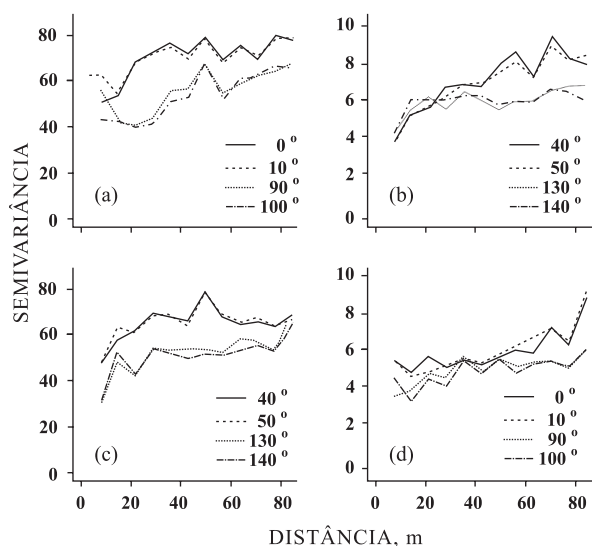 SEMIVARIÂNCIA
80
60
40
20
0
0 º
10 º
90 º
100 º
(a)
10
8
6
4
2
0
40 º
50 º
130 º
140 º
(b)
80
60
40
20
0
40 º
50 º
130 º
140 º
(c)
0 20 40 60 80
10
8
6
4
2
0
0 º
10 º
90 º
100 º
(d)
0 20 40 60 80
DISTÂNCIA, m